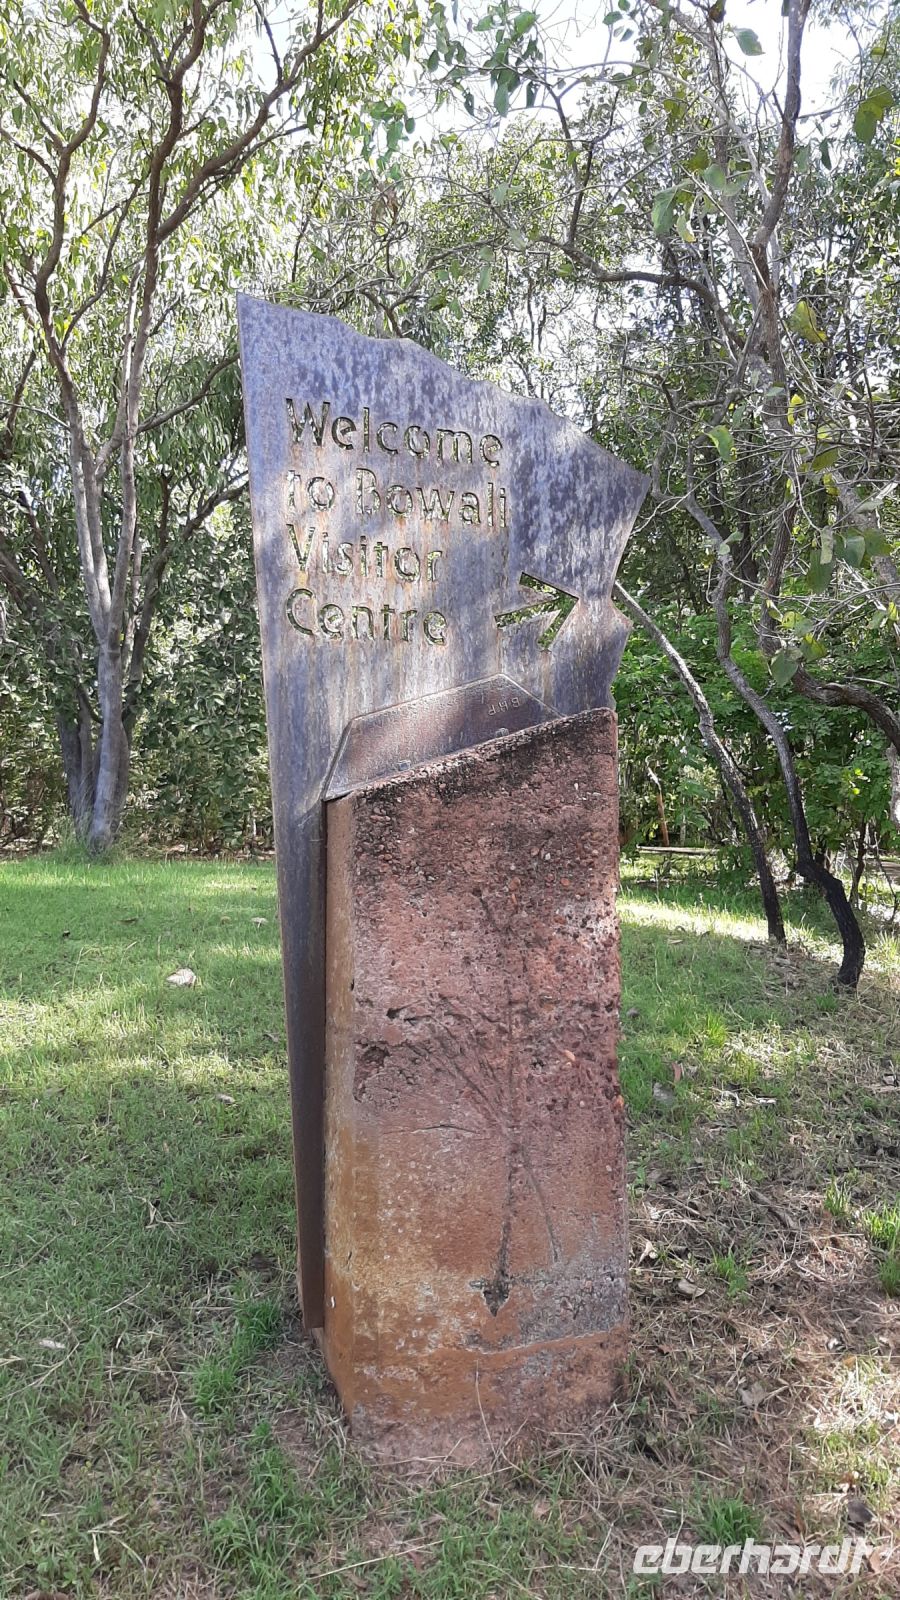 Welcome
to Bowali
Visitor
Centre
eberhardt